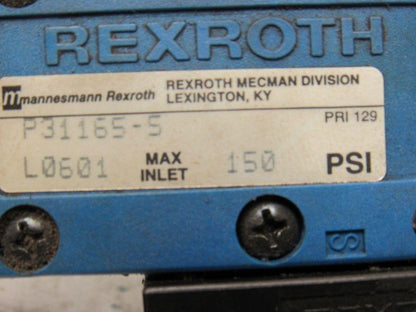 REXROTH
mannesmann Rexroth
REXROTH MECMAN DIVISION
LEXINGTON, KY
P31165-5
PRI 129
L0601 MAX INLET 150 PSI
S